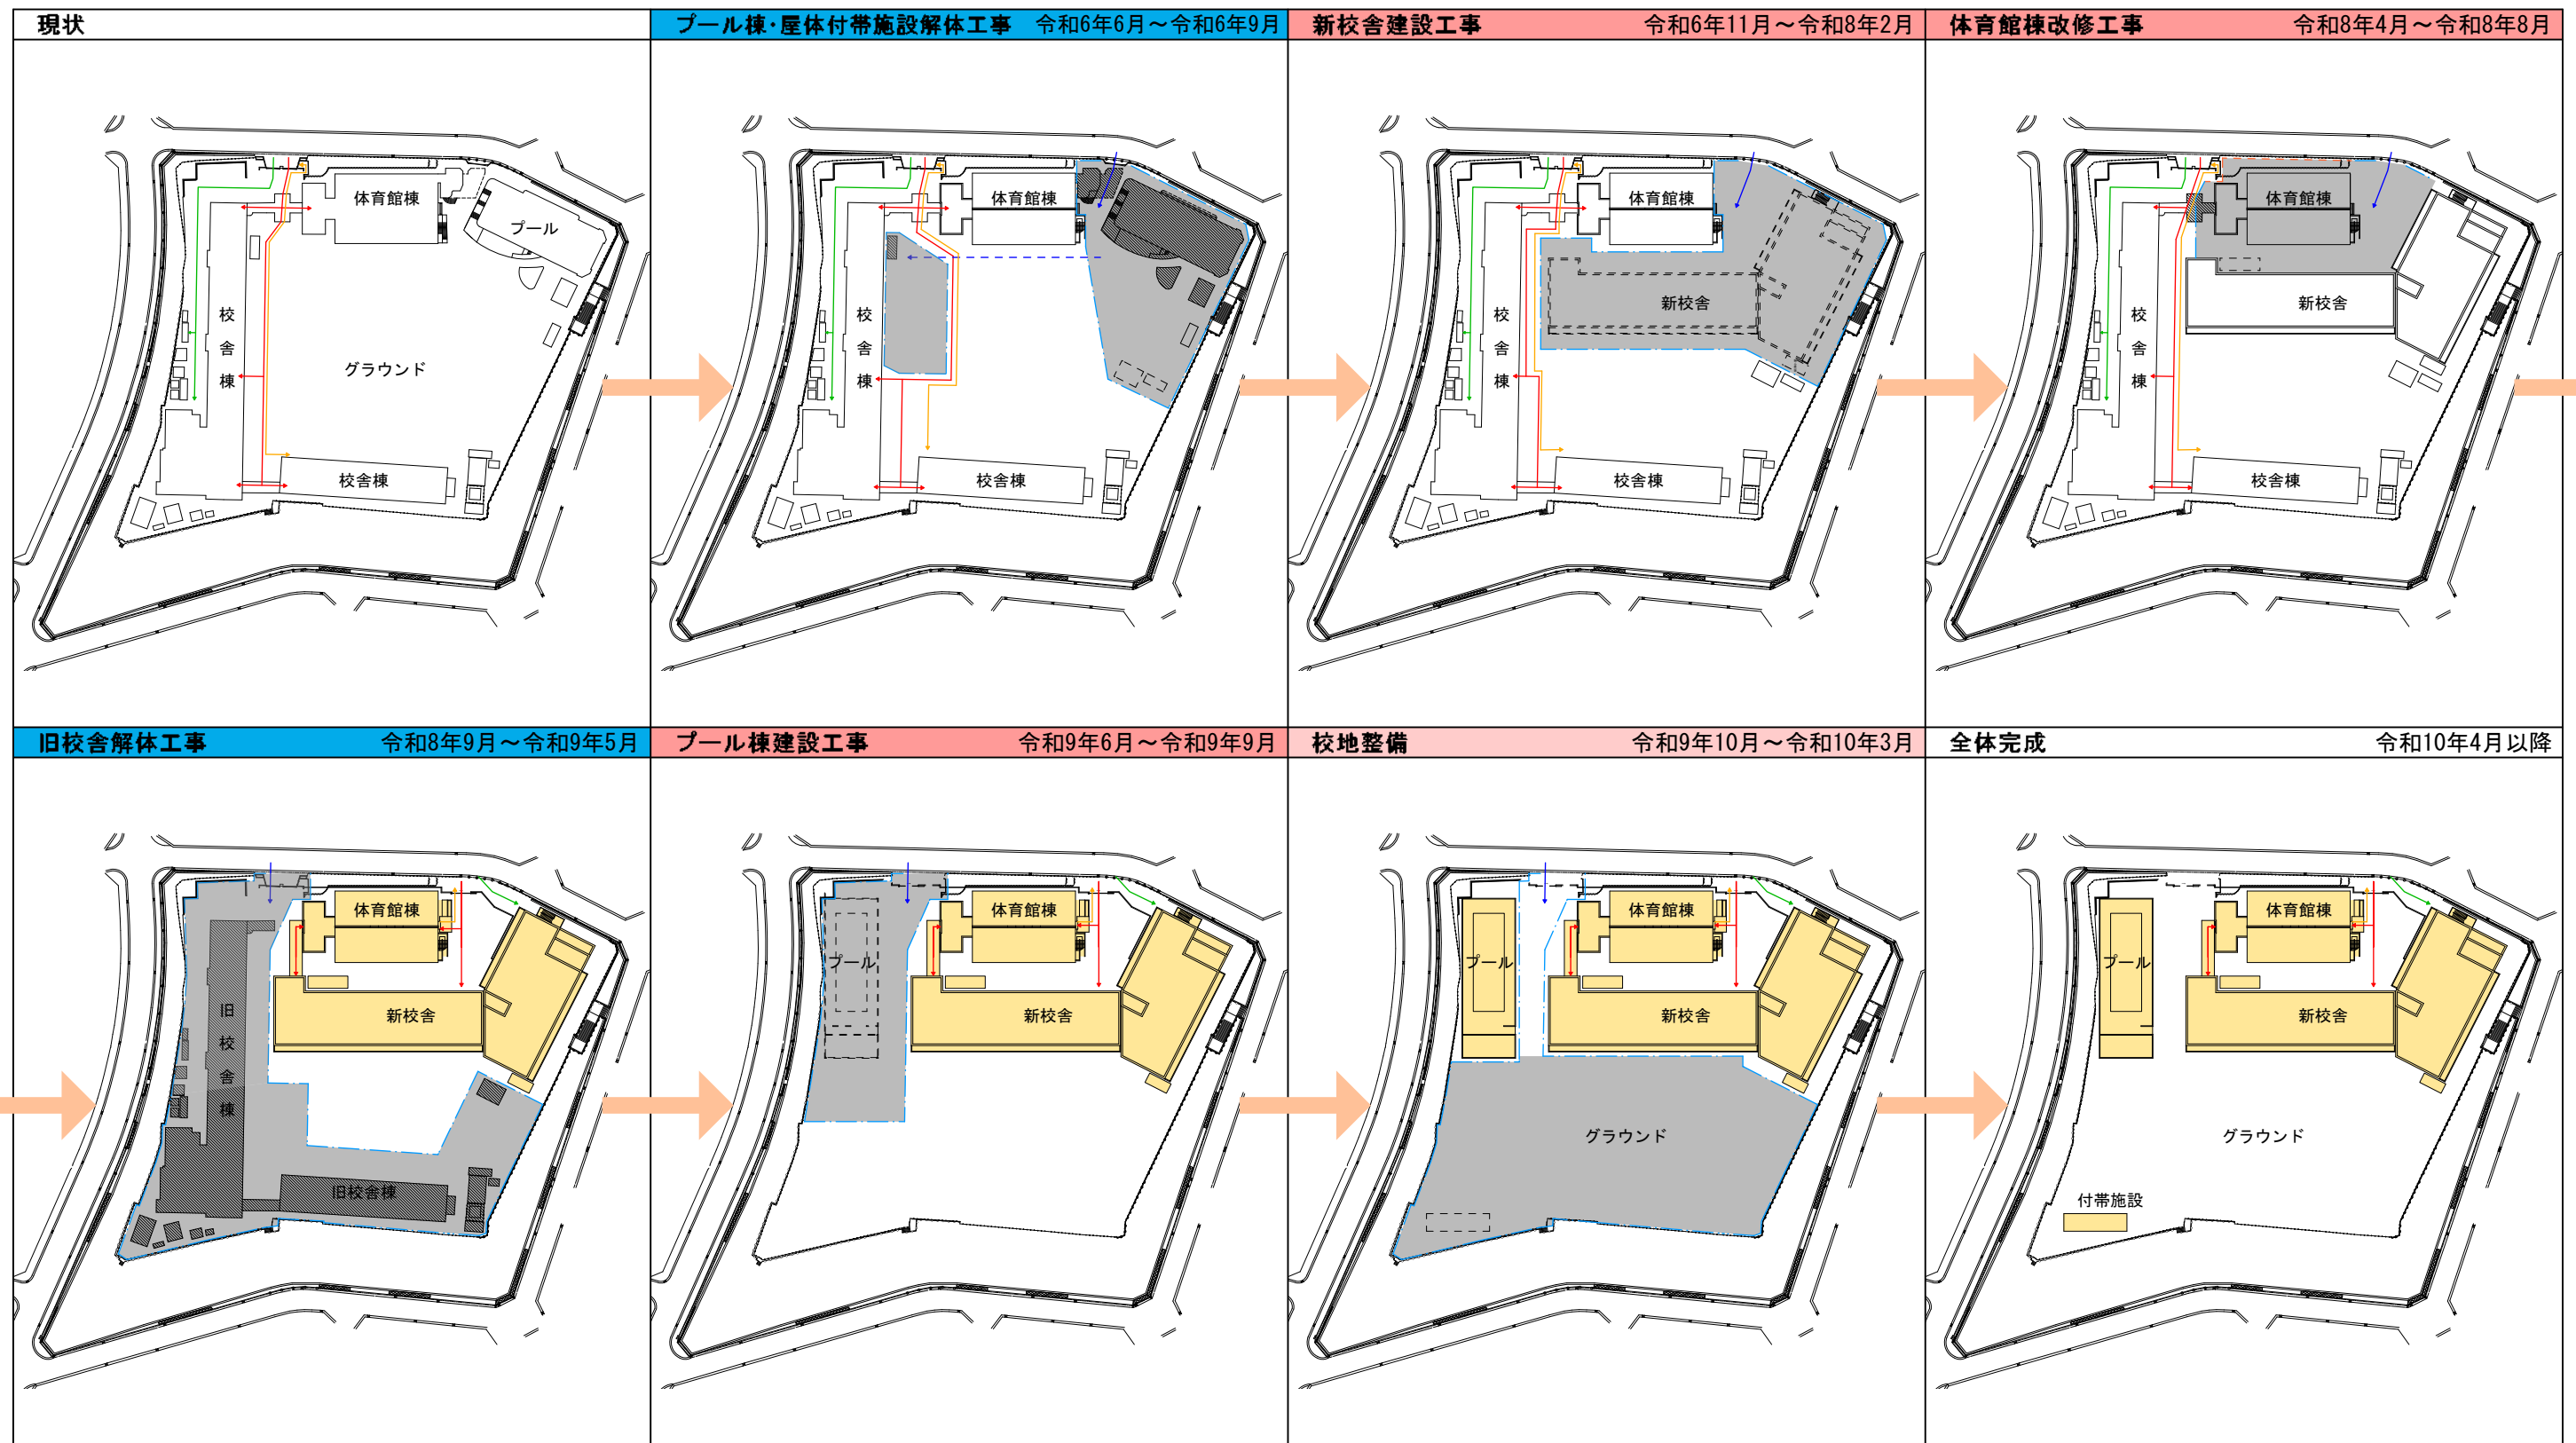 現状
体育館棟
プール
校舎棟
グラウンド
校舎棟
プール棟・屋体付帯施設解体工事 令和6年6月～令和6年9月
体育館棟
校舎棟
校舎棟
新校舎建設工事 令和6年11月～令和8年2月
体育館棟
新校舎
校舎棟
校舎棟
体育館棟改修工事 令和8年4月～令和8年8月
体育館棟
新校舎
校舎棟
校舎棟
旧校舎解体工事 令和8年9月～令和9年5月
体育館棟
新校舎
旧校舎棟
旧校舎棟
プール棟建設工事 令和9年6月～令和9年9月
体育館棟
プール
新校舎
校地整備 令和9年10月～令和10年3月
体育館棟
プール
新校舎
グラウンド
全体完成 令和10年4月以降
体育館棟
プール
新校舎
グラウンド
付帯施設